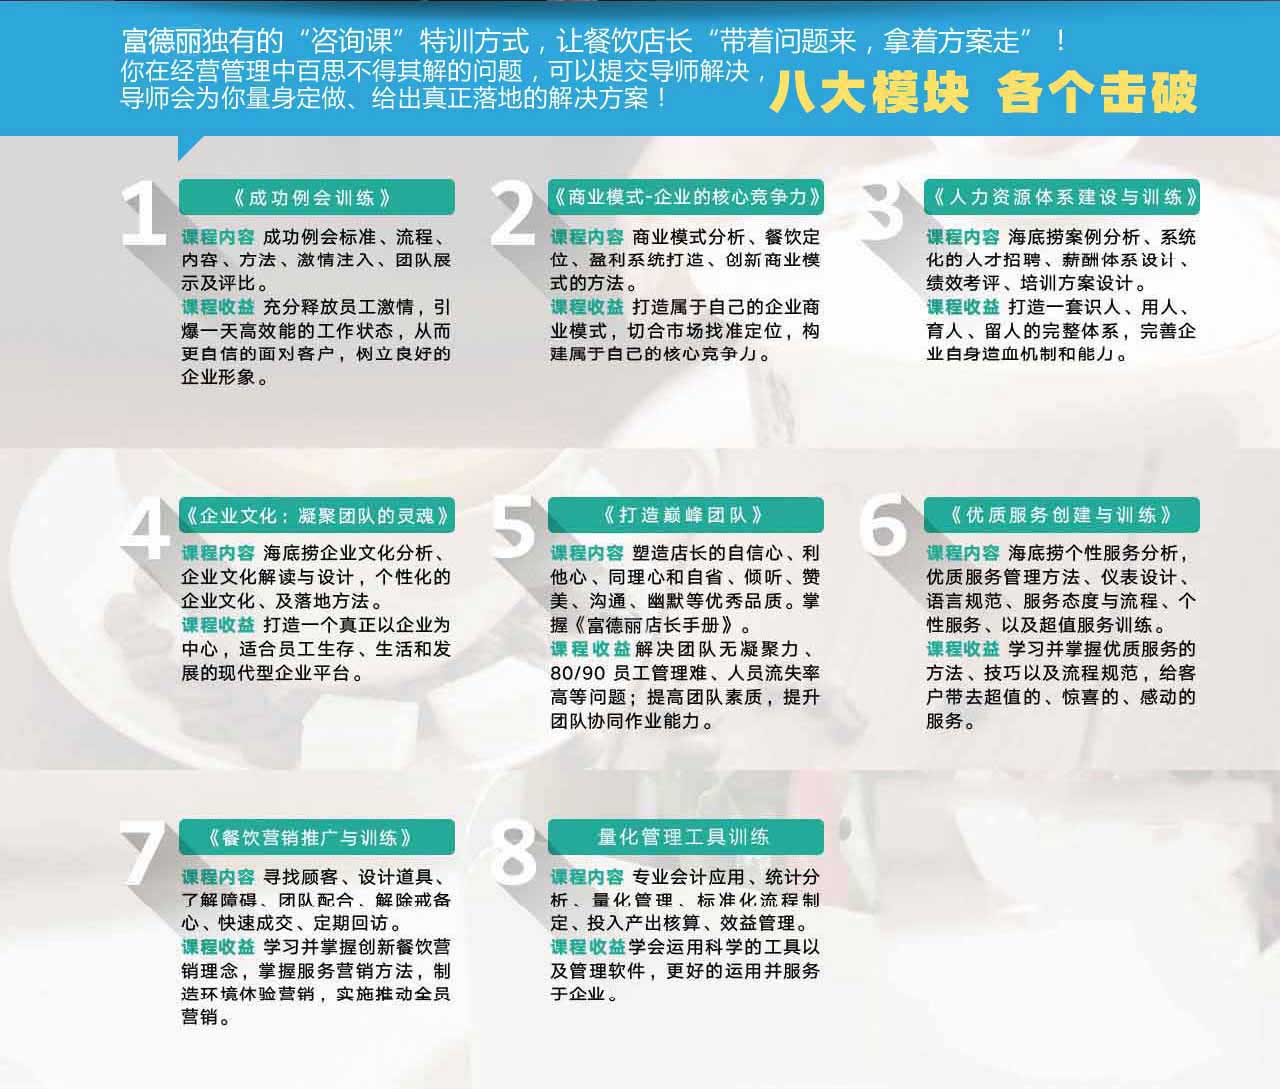 富德丽独有的“咨询课”特训方式，让餐饮店长“带着问题来，拿着方案走”！
你在经营管理中百思不得其解的问题，可以提交导师解决，
导师会为你量身定做、给出真正落地的解决方案！
八大模块 各个击破
1
《成功例会训练》
课程内容 成功例会标准、流程、
内容、方法、激情注入、团队展
示及评比。
课程收益 充分释放员工激情，引
爆一天高效能的工作状态，从而
更自信的面对客户，树立良好的
企业形象。
2
《商业模式-企业的核心竞争力》
课程内容 商业模式分析、餐饮定
位、盈利系统打造、创新商业模
式的方法。
课程收益 打造属于自己的企业商
业模式，切合市场找准定位，构
建属于自己的核心竞争力。
3
《人力资源体系建设与训练》
课程内容 海底捞案例分析、系统
化的人才招聘、薪酬体系设计、
绩效考评、培训方案设计。
课程收益 打造一套识人、用人、
育人、留人的完整体系，完善企
业自身造血机制和能力。
4
《企业文化：凝聚团队的灵魂》
课程内容 海底捞企业文化分析、
企业文化解读与设计，个性化的
企业文化、及落地方法。
课程收益 打造一个真正以企业为
中心，适合员工生存、生活和发
展的现代型企业平台。
5
《打造巅峰团队》
课程内容 塑造店长的自信心、利
他心、同理心和自省、倾听、赞
美、沟通、幽默等优秀品质。掌
握《富德丽店长手册》。
课程收益解决团队无凝聚力、
80/90 员工管理难、人员流失率
高等问题；提高团队素质，提升
团队协同作业能力。
6
《优质服务创建与训练》
课程内容 海底捞个性服务分析，
优质服务管理方法、仪表设计、
语言规范、服务态度与流程、个
性服务、以及超值服务训练。
课程收益 学习并掌握优质服务的
方法、技巧以及流程规范，给客
户带去超值的、惊喜的、感动的
服务。
7
《餐饮营销推广与训练》
课程内容 寻找顾客、设计道具、
了解障碍、团队配合、解除戒备
心、快速成交、定期回访。
课程收益 学习并掌握创新餐饮营
销理念，掌握服务营销方法，制
造环境体验营销，实施推动全员
营销。
8
量化管理工具训练
课程内容 专业会计应用、统计分
析、量化管理、标准化流程制
定、投入产出核算、效益管理。
课程收益学会运用科学的工具以
及管理软件，更好的运用并服务
于企业。